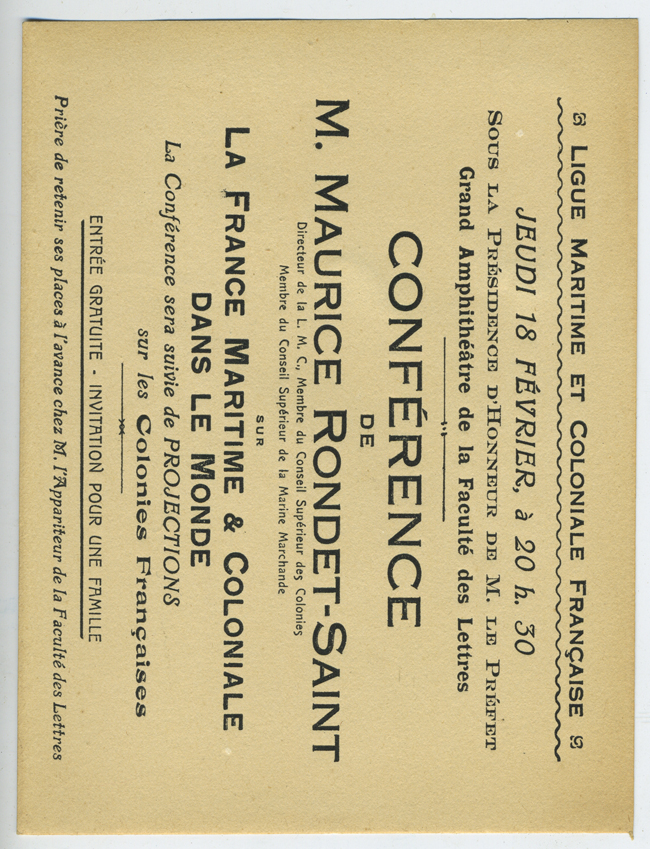 LIGUE MARITIME ET COLONIALE FRANÇAISE
JEUDI 18 FÉVRIER, à 20 h. 30
SOUS LA PRÉSIDENCE D'HONNEUR DE M. LE PRÉFET
Grand Amphithéâtre de la Faculté des Lettres
CONFÉRENCE
DE
M. MAURICE RONDET-SAINT
Directeur de la L. M. C., Membre du Conseil Supérieur des Colonies
Membre du Conseil Supérieur de la Marine Marchande
SUR
LA FRANCE MARITIME & COLONIALE
DANS LE MONDE
La Conférence sera suivie de PROJECTIONS
sur les Colonies Françaises
ENTRÉE GRATUITE - INVITATION POUR UNE FAMILLE
Prière de retenir ses places à l'avance chez M. l'Appariteur de la Faculté des Lettres